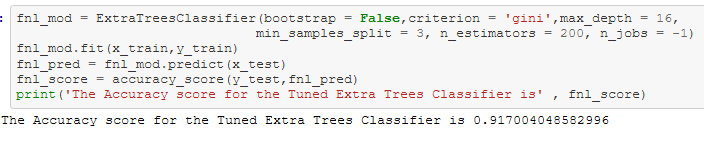 : fnl_mod = ExtraTreesClassifier(bootstrap = False,criterion = 'gini',max_depth = 16,
min_samples_split = 3, n_estimators = 200, n_jobs = -1)
fnl_mod.fit(x_train,y_train)
fnl_pred = fnl_mod.predict(x_test)
fnl_score = accuracy_score(y_test,fnl_pred)
print('The Accuracy score for the Tuned Extra Trees Classifier is' , fnl_score)
The Accuracy score for the Tuned Extra Trees Classifier is 0.917004048582996